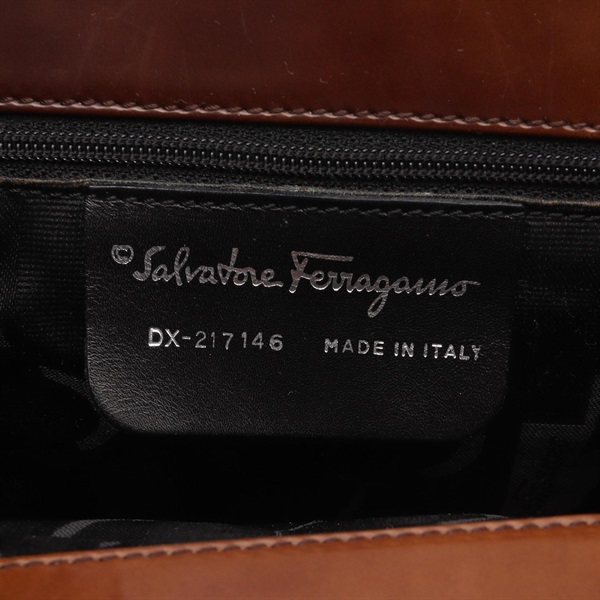 © Salvatore Ferragamo
DX-217146 MADE IN ITALY